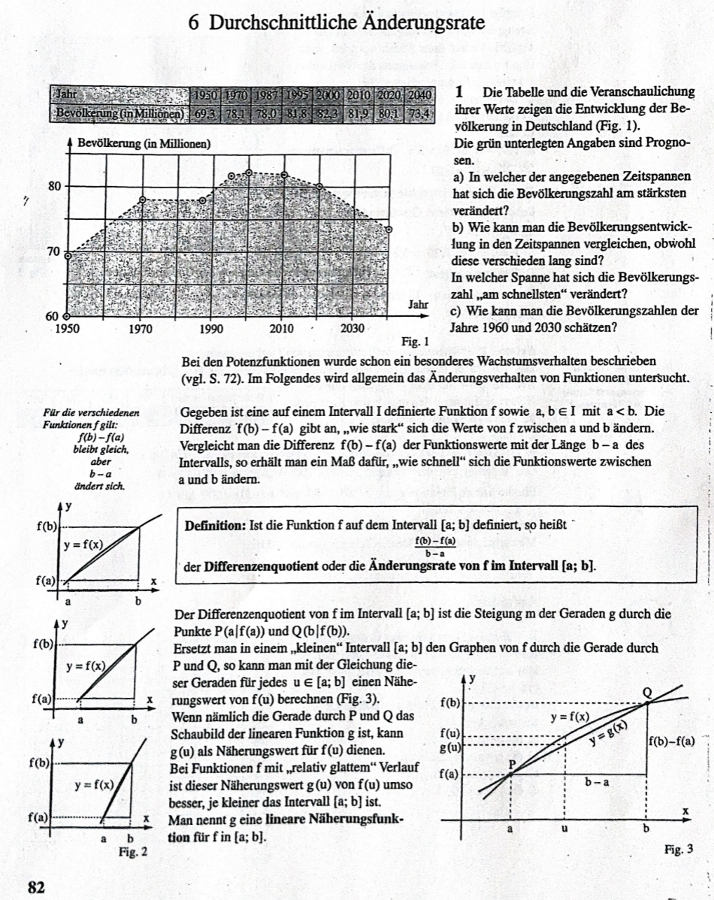 6 Durchschnittliche Änderungsrate
Jahr 1950 1970 1987 1995 2000 2010 2020 2040
Bevölkerung (in Millionen) 69,3 78,1 78,0 81,8 82,3 81,9 80,1 73,4
Bevölkerung (in Millionen)
80
70
60
1950 1970 1990 2010 2030
Jahr
Fig. 1
1 Die Tabelle und die Veranschaulichung
ihrer Werte zeigen die Entwicklung der Be-
völkerung in Deutschland (Fig. 1).
Die grün unterlegten Angaben sind Progno-
sen.
a) In welcher der angegebenen Zeitspannen
hat sich die Bevölkerungszahl am stärksten
verändert?
b) Wie kann man die Bevölkerungsentwick-
lung in den Zeitspannen vergleichen, obwohl
diese verschieden lang sind?
In welcher Spanne hat sich die Bevölkerungs-
zahl „am schnellsten“ verändert?
c) Wie kann man die Bevölkerungszahlen der
Jahre 1960 und 2030 schätzen?
Bei den Potenzfunktionen wurde schon ein besonderes Wachstumsverhalten beschrieben
(vgl. S. 72). Im Folgendes wird allgemein das Änderungsverhalten von Funktionen untersucht.
Für die verschiedenen
Funktionen f gilt:
f(b) – f(a)
bleibt gleich,
aber
b – a
ändert sich.
Gegeben ist eine auf einem Intervall I definierte Funktion f sowie a, b ∈ I mit a < b. Die
Differenz f(b) – f(a) gibt an, „wie stark“ sich die Werte von f zwischen a und b ändern.
Vergleicht man die Differenz f(b) – f(a) der Funktionswerte mit der Länge b – a des
Intervalls, so erhält man ein Maß dafür, „wie schnell“ sich die Funktionswerte zwischen
a und b ändern.
Definition: Ist die Funktion f auf dem Intervall [a; b] definiert, so heißt
f(b) – f(a)
b – a
der Differenzenquotient oder die Änderungsrate von f im Intervall [a; b].
y
f(b)
y = f(x)
f(a)
x
a b
y
f(b)
y = f(x)
f(a)
x
a b
y
f(b)
y = f(x)
f(a)
x
a b
Fig. 2
Der Differenzenquotient von f im Intervall [a; b] ist die Steigung m der Geraden g durch die
Punkte P(a|f(a)) und Q(b|f(b)).
Ersetzt man in einem „kleinen“ Intervall [a; b] den Graphen von f durch die Gerade durch
P und Q, so kann man mit der Gleichung die-
ser Geraden für jedes u ∈ [a; b] einen Nähe-
rungswert von f(u) berechnen (Fig. 3).
Wenn nämlich die Gerade durch P und Q das
Schaubild der linearen Funktion g ist, kann
g(u) als Näherungswert für f(u) dienen.
Bei Funktionen f mit „relativ glattem“ Verlauf
ist dieser Näherungswert g(u) von f(u) umso
besser, je kleiner das Intervall [a; b] ist.
Man nennt g eine lineare Näherungsfunk-
tion für f in [a; b].
y
Q
f(b)
y = f(x)
f(u)
y = g(x)
g(u)
f(b)–f(a)
P
f(a)
b – a
x
a u b
Fig. 3
82